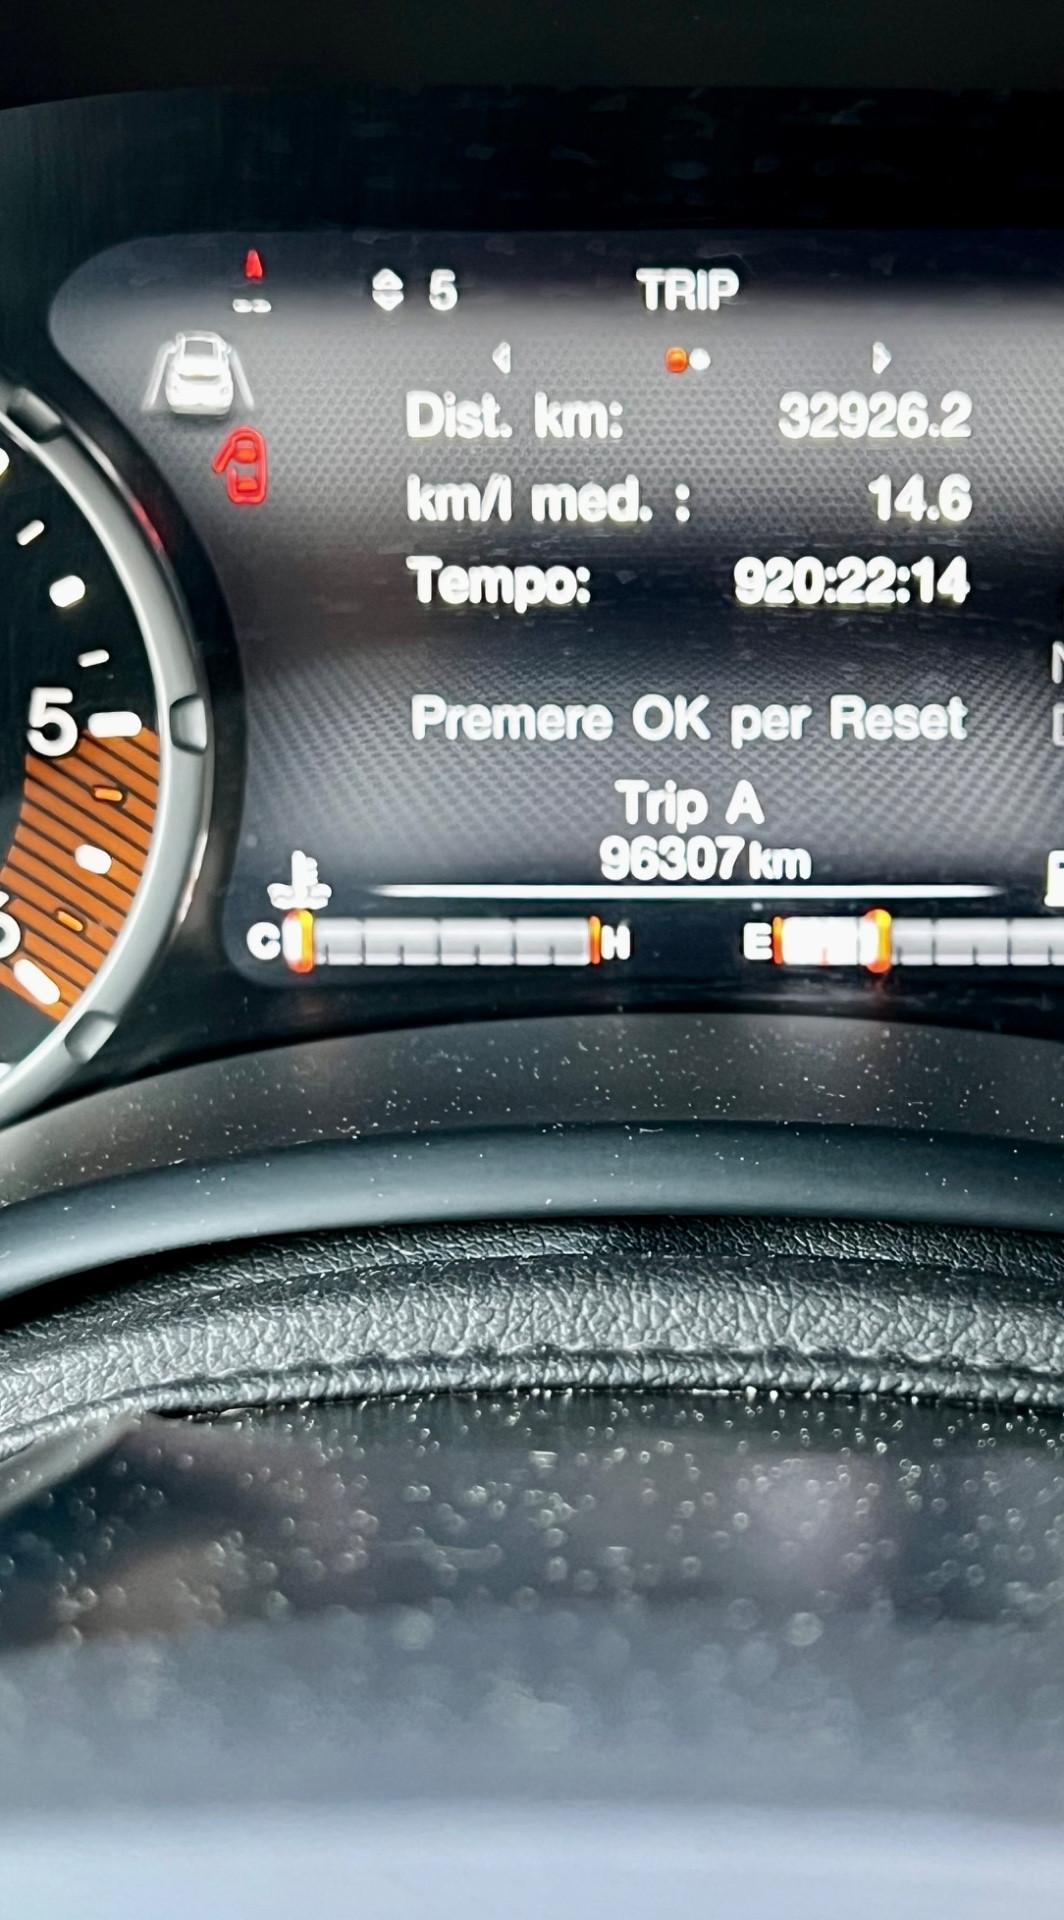 5 TRIP
Dist. km: 32926.2
km/l med. : 14.6
Tempo: 920:22:14
5
Premere OK per Reset
Trip A
96307 km
C H E